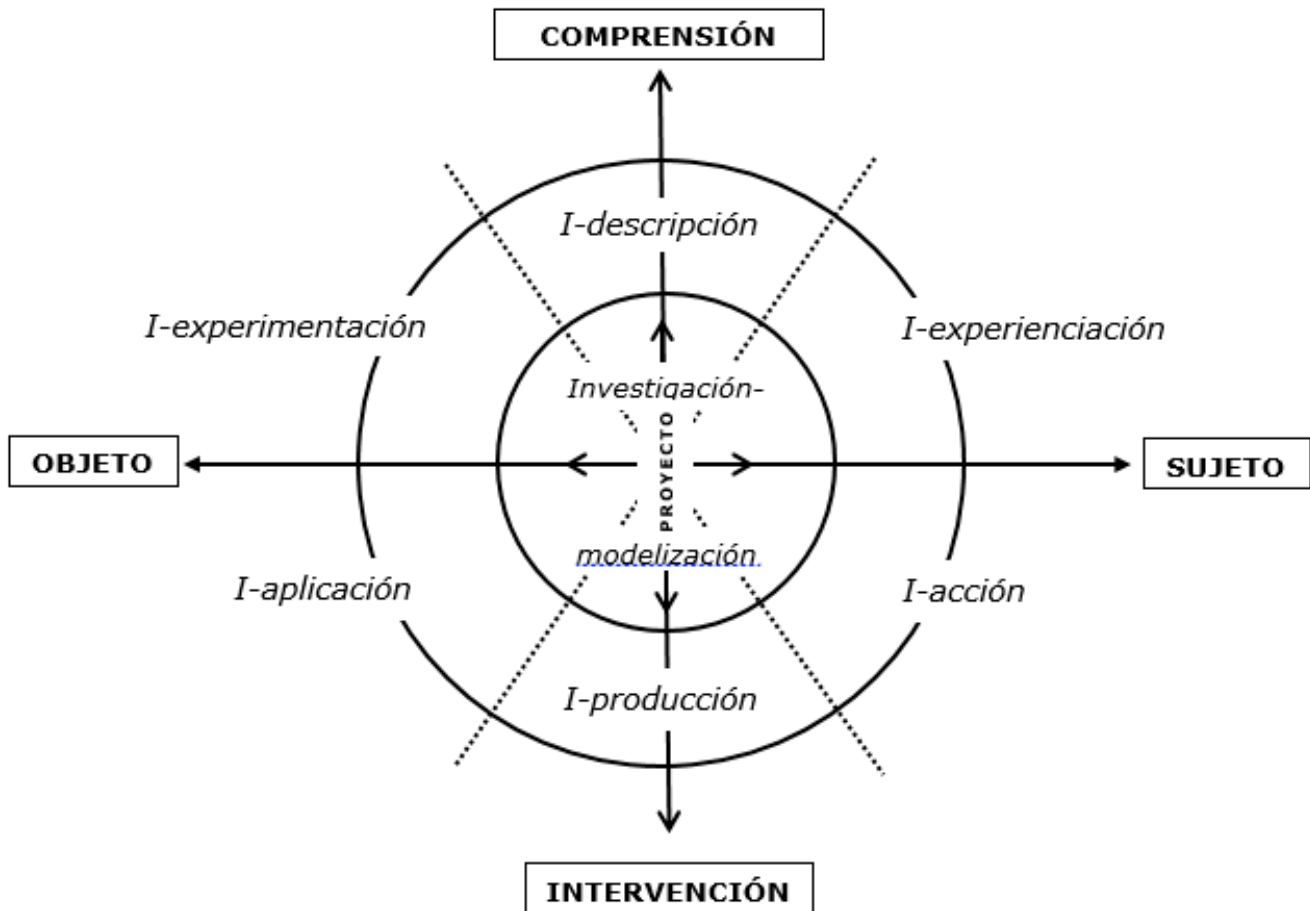 COMPRENSIÓN
I-descripción
I-experimentación
I-experienciación
Investigación-
PROYECTO
OBJETO
SUJETO
modelización
I-aplicación
I-acción
I-producción
INTERVENCIÓN